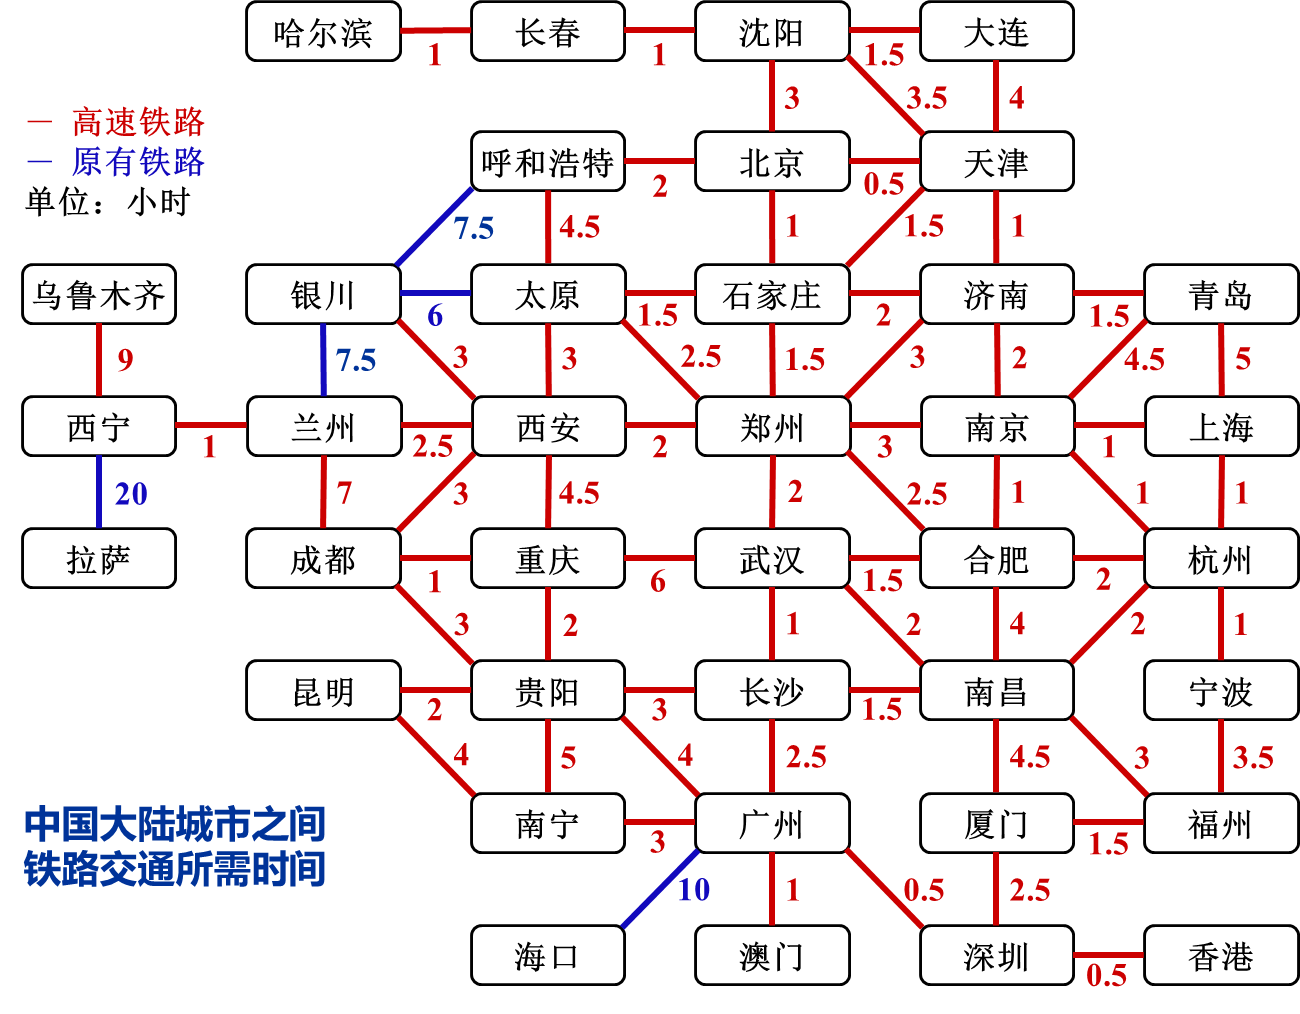 哈尔滨 长春 沈阳 大连
1 1 1.5
3 3.5 4
一 高速铁路
一 原有铁路
单位：小时
呼和浩特 北京 天津
2 0.5
7.5 4.5 1 1.5 1
乌鲁木齐 银川 太原 石家庄 济南 青岛
6 1.5 2 1.5
9 7.5 3 3 2.5 1.5 3 2 4.5 5
西宁 兰州 西安 郑州 南京 上海
1 2.5 2 3 1
20 7 3 4.5 2 2.5 1 1 1
拉萨 成都 重庆 武汉 合肥 杭州
1 6 1.5 2
3 2 1 2 4 2 1
昆明 贵阳 长沙 南昌 宁波
2 3 1.5
4 5 4 2.5 4.5 3 3.5
中国大陆城市之间
铁路交通所需时间
南宁 广州 厦门 福州
3 1.5
10 1 0.5 2.5
海口 澳门 深圳 香港
0.5